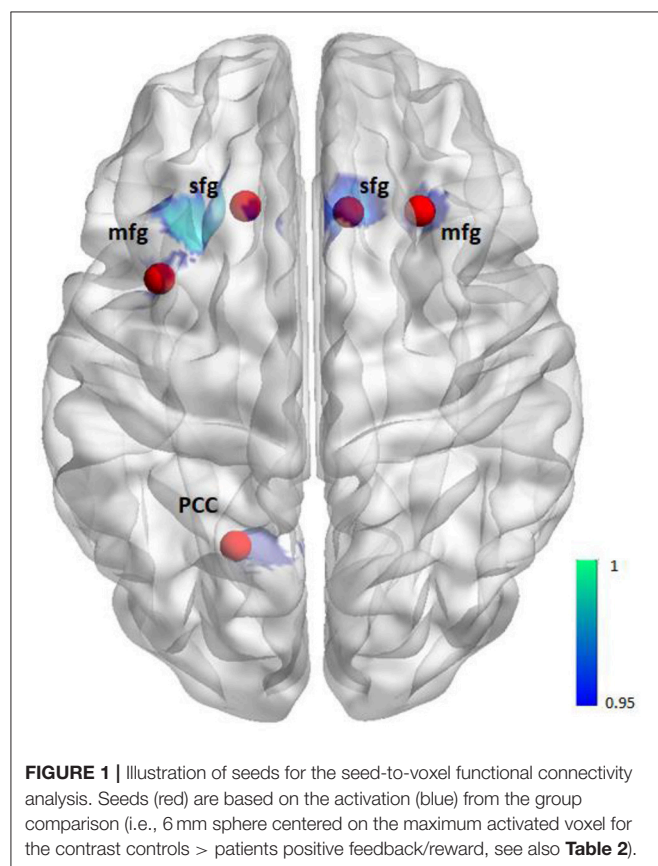 sfg
sfg
mfg
mfg
PCC
1
0.95
FIGURE 1 | Illustration of seeds for the seed-to-voxel functional connectivity
analysis. Seeds (red) are based on the activation (blue) from the group
comparison (i.e., 6 mm sphere centered on the maximum activated voxel for
the contrast controls > patients positive feedback/reward, see also Table 2).